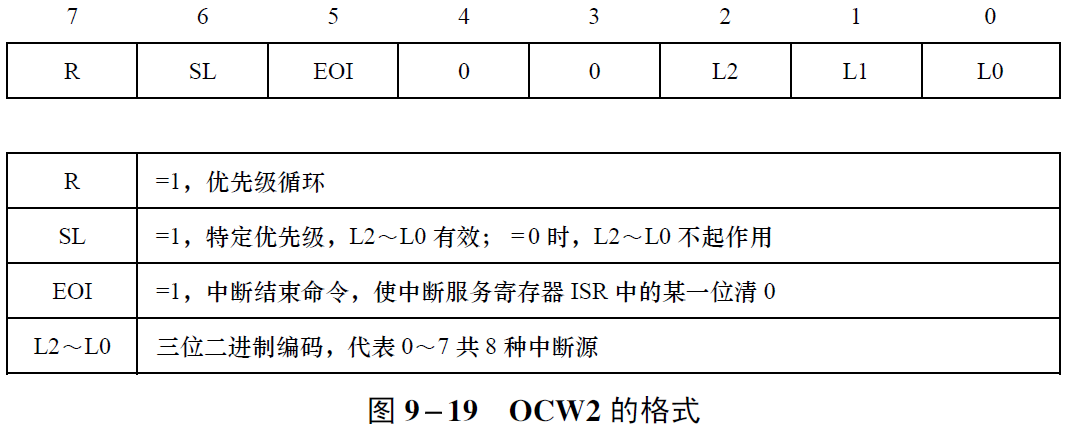 7 6 5 4 3 2 1 0
R SL EOI 0 0 L2 L1 L0
R =1，优先级循环
SL =1，特定优先级，L2～L0 有效； =0 时，L2～L0 不起作用
EOI =1，中断结束命令，使中断服务寄存器 ISR 中的某一位清 0
L2～L0 三位二进制编码，代表 0～7 共 8 种中断源
图 9－19 OCW2 的格式